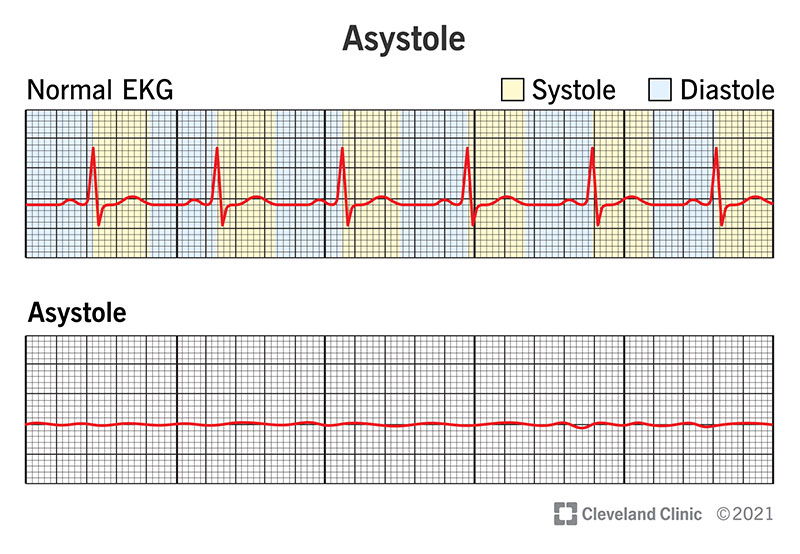 Asystole
Normal EKG Systole Diastole
Asystole
Cleveland Clinic ©2021